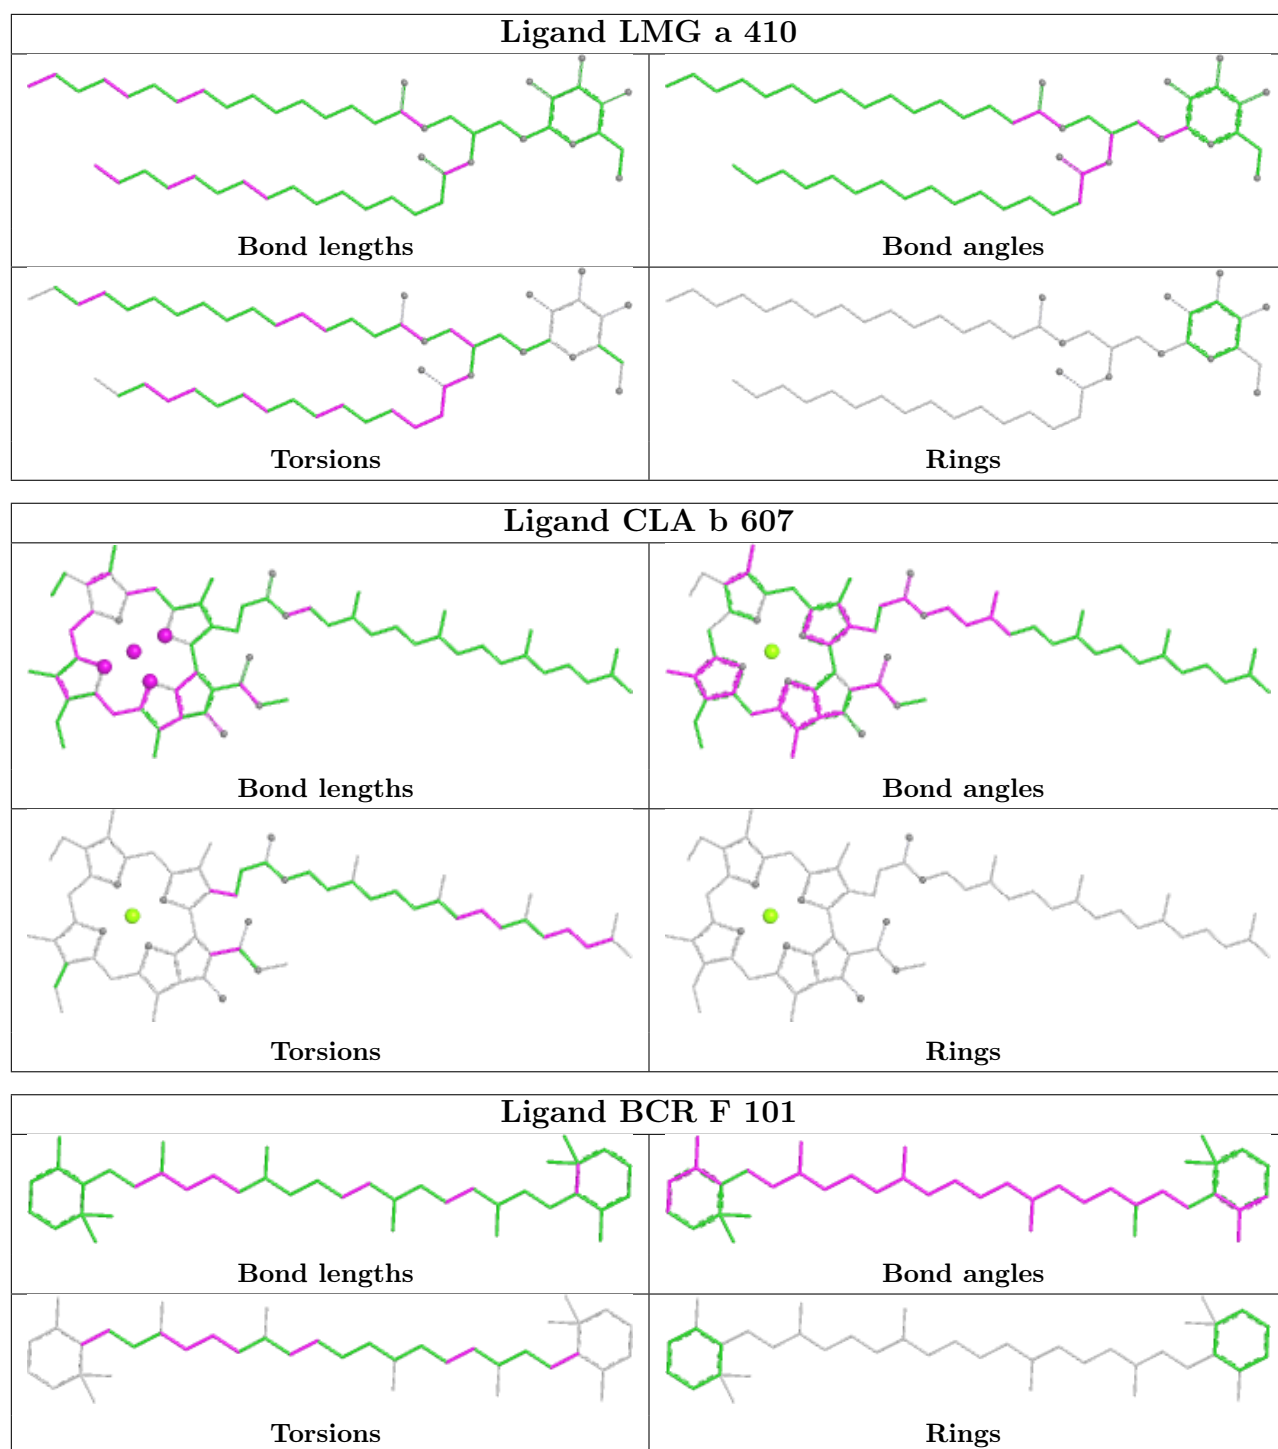 Ligand LMG a 410
Bond lengths
Bond angles
Torsions
Rings
Ligand CLA b 607
Bond lengths
Bond angles
Torsions
Rings
Ligand BCR F 101
Bond lengths
Bond angles
Torsions
Rings